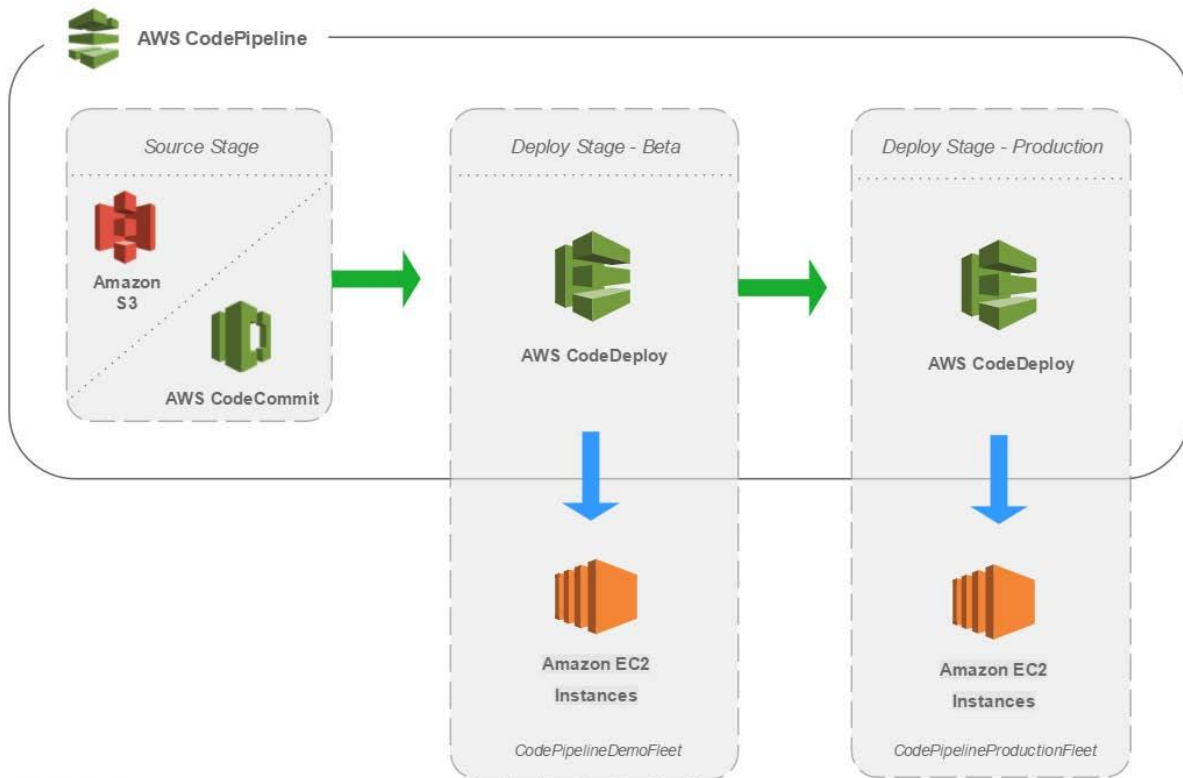 AWS CodePipeline
Source Stage
Amazon
S3
AWS CodeCommit
Deploy Stage - Beta
AWS CodeDeploy
Amazon EC2
Instances
CodePipelineDemoFleet
Deploy Stage - Production
AWS CodeDeploy
Amazon EC2
Instances
CodePipelineProductionFleet